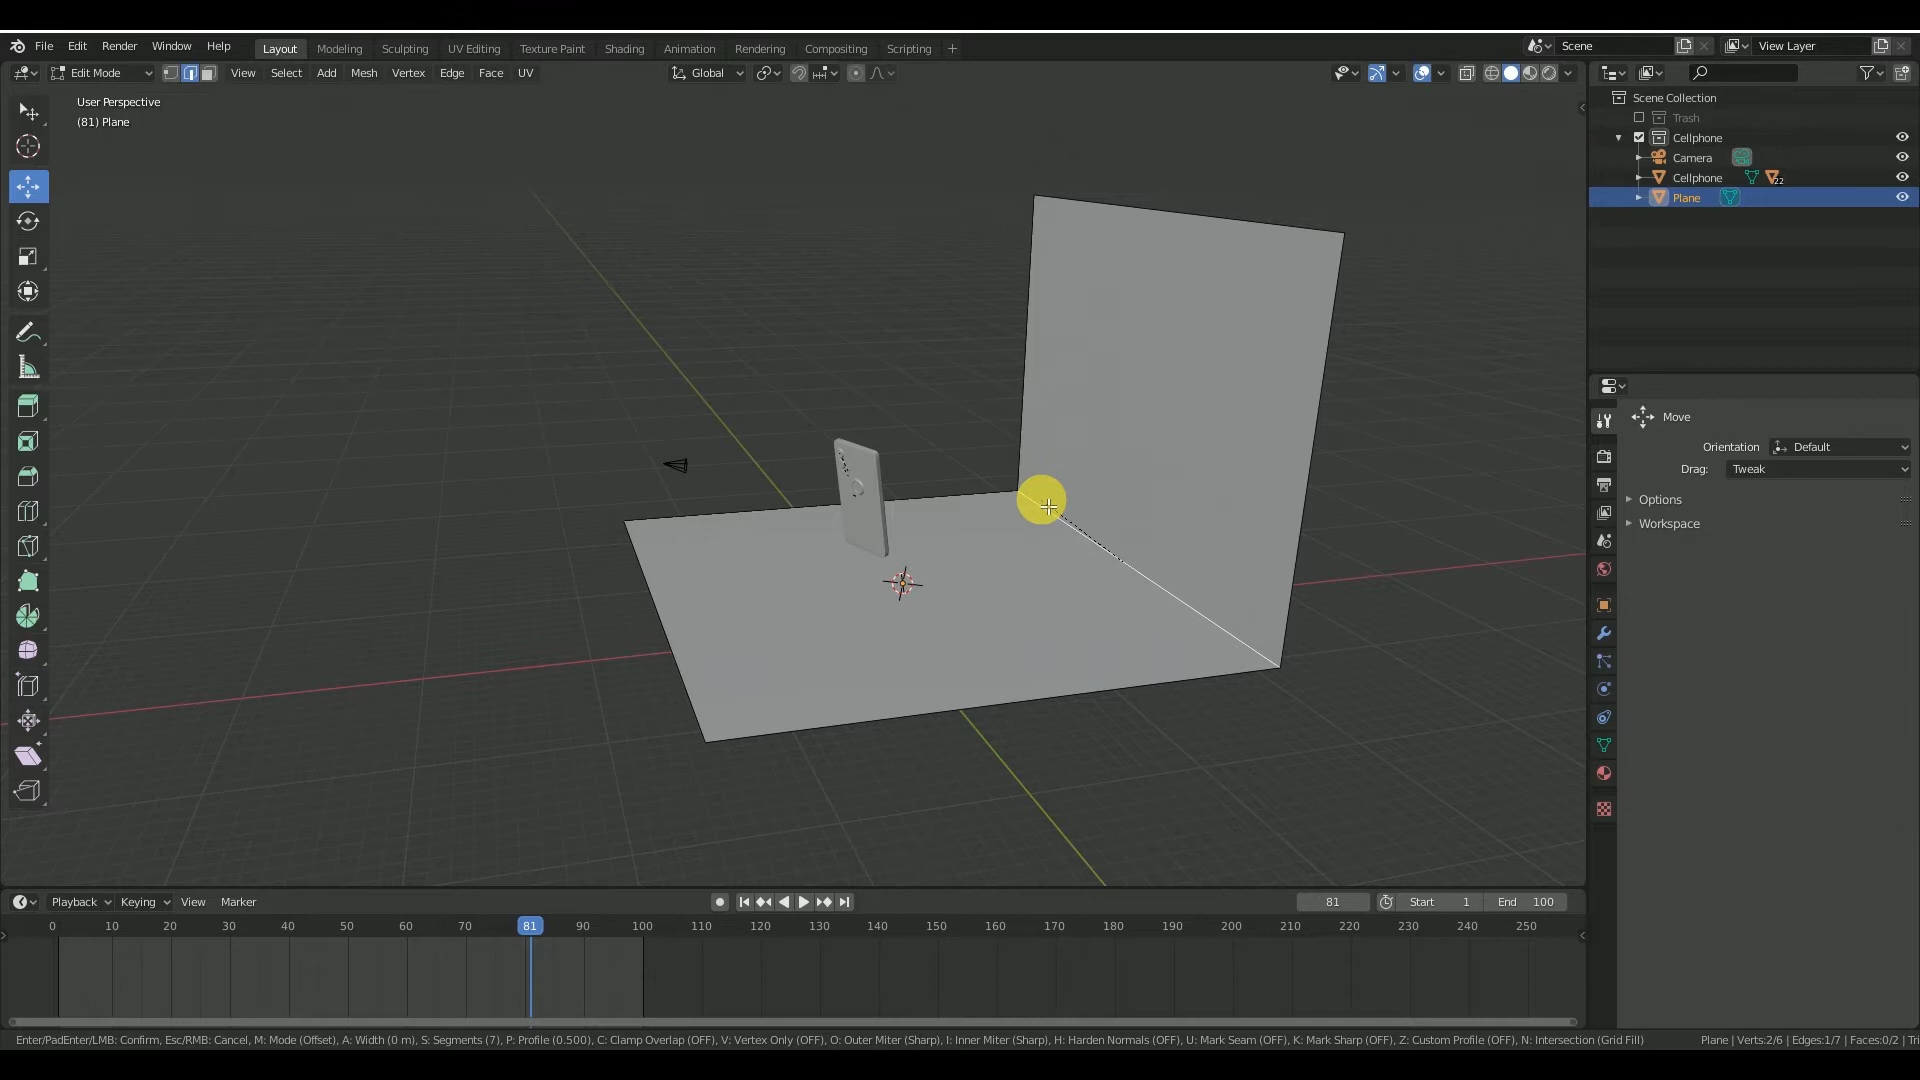 File Edit Render Window Help Layout Modeling Sculpting UV Editing Texture Paint Shading Animation Rendering Compositing Scripting Scene View Layer
Edit Mode View Select Add Mesh Vertex Edge Face UV Global
User Perspective
(81) Plane
Scene Collection
Trash
Cellphone
Camera
Cellphone 22
Plane
Move
Orientation Default
Drag: Tweak
Options
Workspace
Playback Keying View Marker 81 Start 1 End 100
0 10 20 30 40 50 60 70 81 90 100 110 120 130 140 150 160 170 180 190 200 210 220 230 240 250
Enter/PadEnter/LMB: Confirm, Esc/RMB: Cancel, M: Mode (Offset), A: Width (0 m), S: Segments (7), P: Profile (0.500), C: Clamp Overlap (OFF), V: Vertex Only (OFF), O: Outer Miter (Sharp), I: Inner Miter (Sharp), H: Harden Normals (OFF), U: Mark Seam (OFF), K: Mark Sharp (OFF), Z: Custom Profile (OFF), N: Intersection (Grid Fill) Plane | Verts:2/6 | Edges:1/7 | Faces:0/2 | Tri